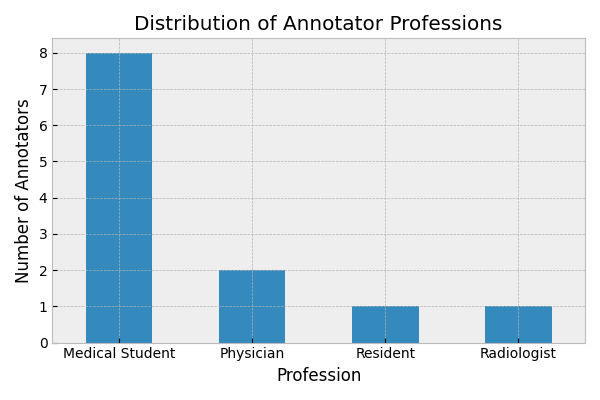 Distribution of Annotator Professions
Number of Annotators
8
7
6
5
4
3
2
1
0
Medical Student Physician Resident Radiologist
Profession